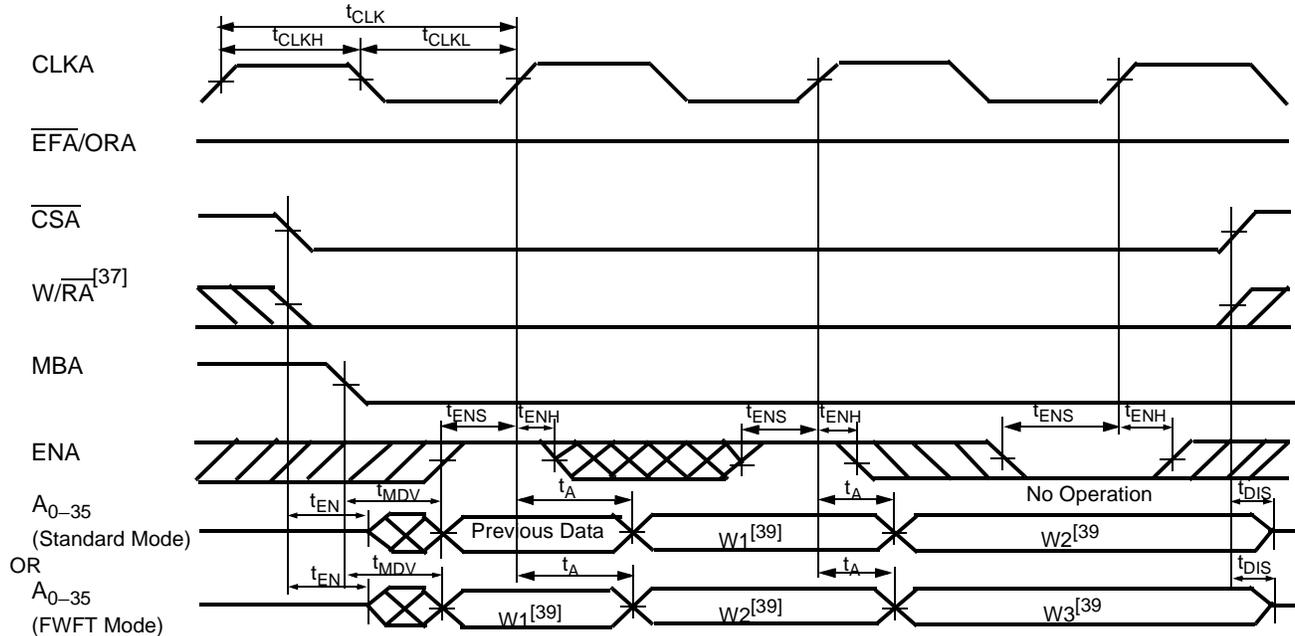 tCLK
tCLKH tCLKL
CLKA
EFA/ORA
CSA
W/RA[37]
MBA
tENS tENH tENS tENH tENS tENH
ENA
No Operation
tEN tMDV tA tA tDIS
A0–35
(Standard Mode)
Previous Data W1[39] W2[39
OR
tEN tMDV tA tA tDIS
A0–35
(FWFT Mode)
W1[39] W2[39] W3[39